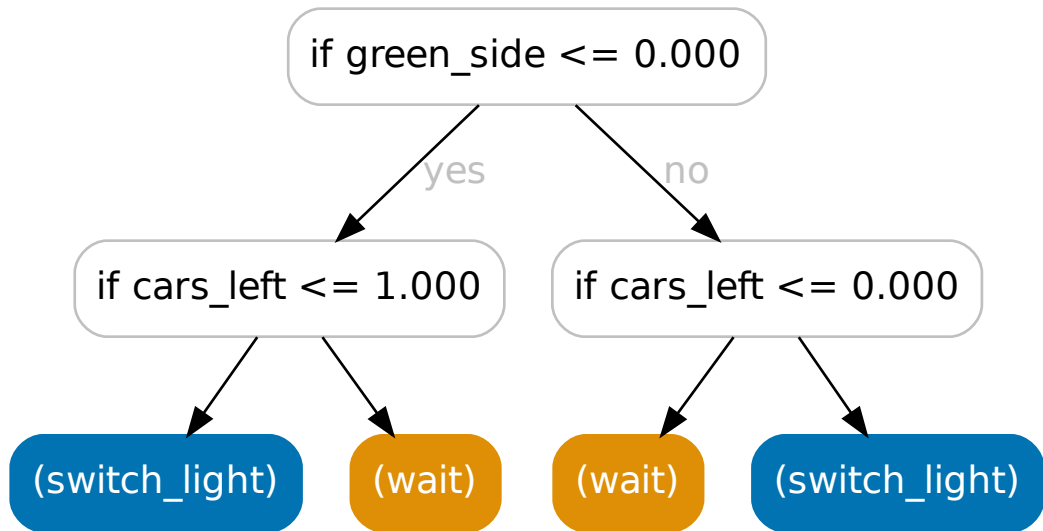 if green_side <= 0.000
yes
no
if cars_left <= 1.000
if cars_left <= 0.000
(switch_light)
(wait)
(wait)
(switch_light)